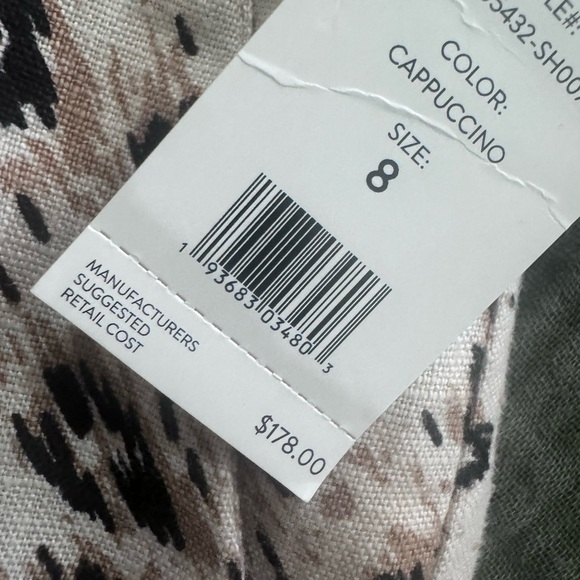 COLOR:
CAPPUCCINO
SIZE:
8
1 93683 03480 3
MANUFACTURERS
SUGGESTED
RETAIL COST
$178.00